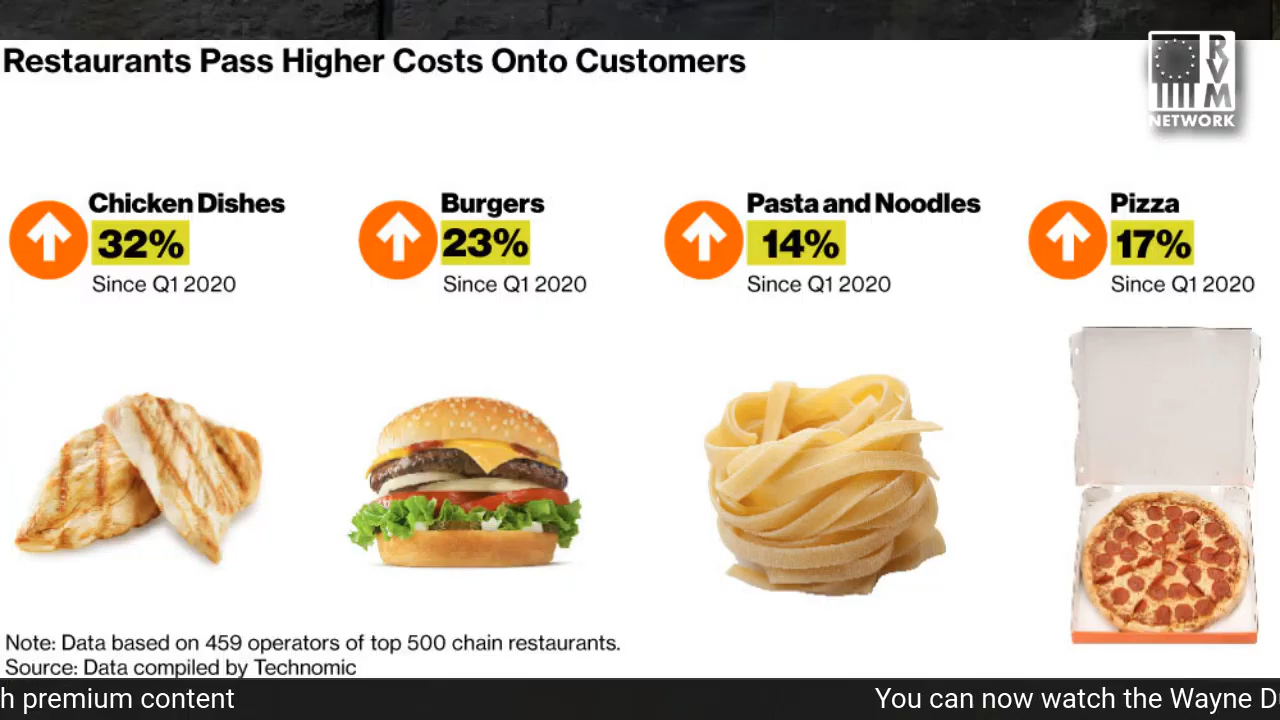 Restaurants Pass Higher Costs Onto Customers
RVM
NETWORK
Chicken Dishes
32%
Since Q1 2020
Burgers
23%
Since Q1 2020
Pasta and Noodles
14%
Since Q1 2020
Pizza
17%
Since Q1 2020
Note: Data based on 459 operators of top 500 chain restaurants.
Source: Data compiled by Technomic
h premium content
You can now watch the Wayne D